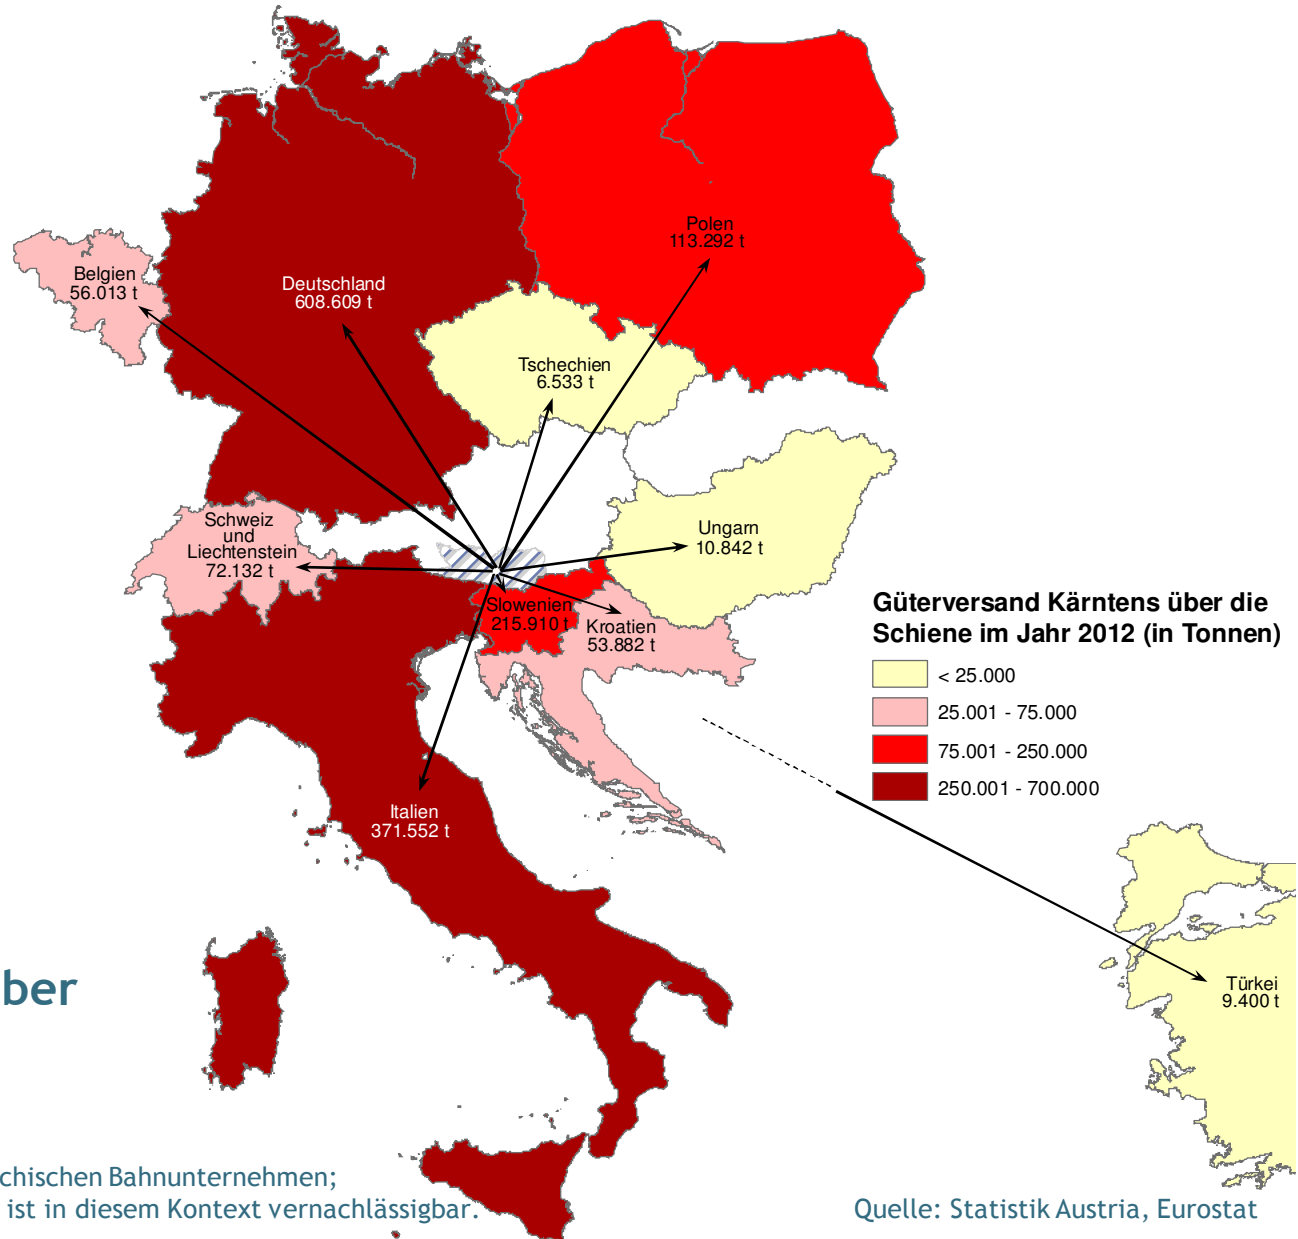 Polen
113.292 t
Belgien
56.013 t
Deutschland
608.609 t
Tschechien
6.533 t
Schweiz
und
Liechtenstein
72.132 t
Ungarn
10.842 t
Slowenien
215.910 t
Kroatien
53.882 t
Güterversand Kärntens über die
Schiene im Jahr 2012 (in Tonnen)
< 25.000
25.001 - 75.000
75.001 - 250.000
250.001 - 700.000
Italien
371.552 t
Türkei
9.400 t
ber
chischen Bahnunternehmen;
ist in diesem Kontext vernachlässigbar.
Quelle: Statistik Austria, Eurostat